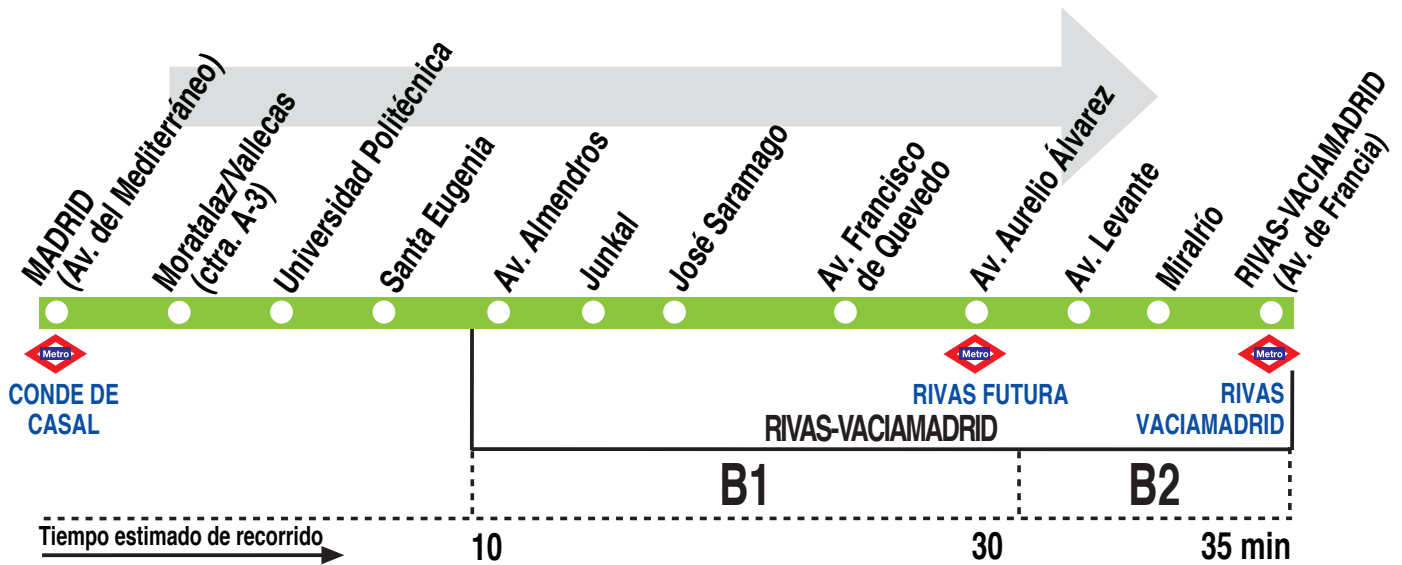 MADRID
(Av. del Mediterráneo)
Moratalaz/Vallecas
(ctra. A-3)
Universidad Politécnica
Santa Eugenia
Av. Almendros
Junkal
José Saramago
Av. Francisco
de Quevedo
Av. Aurelio Álvarez
Av. Levante
Miralrío
RIVAS-VACIAMADRID
(Av. de Francia)
Metro
CONDE DE
CASAL
Metro
RIVAS FUTURA
Metro
RIVAS
VACIAMADRID
RIVAS-VACIAMADRID
B1
B2
Tiempo estimado de recorrido
10
30
35 min